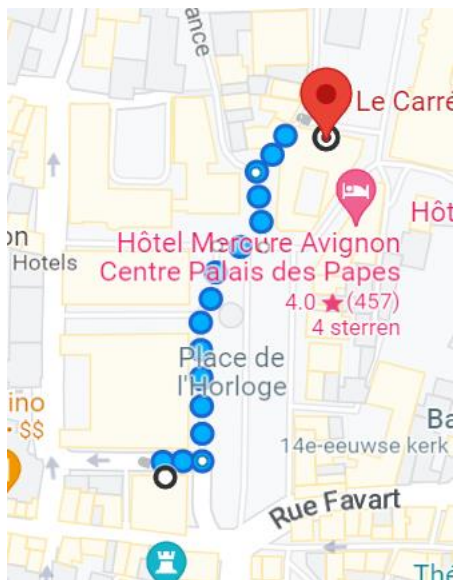 ance
Le Carré
on
Hotels
Hôtel Mercure Avignon
Centre Palais des Papes
Hôt
4.0 ★ (457)
4 sterren
Place de
l'Horloge
ino
· $$
Ba
14e-eeuwse kerk
Rue Favart
Thé